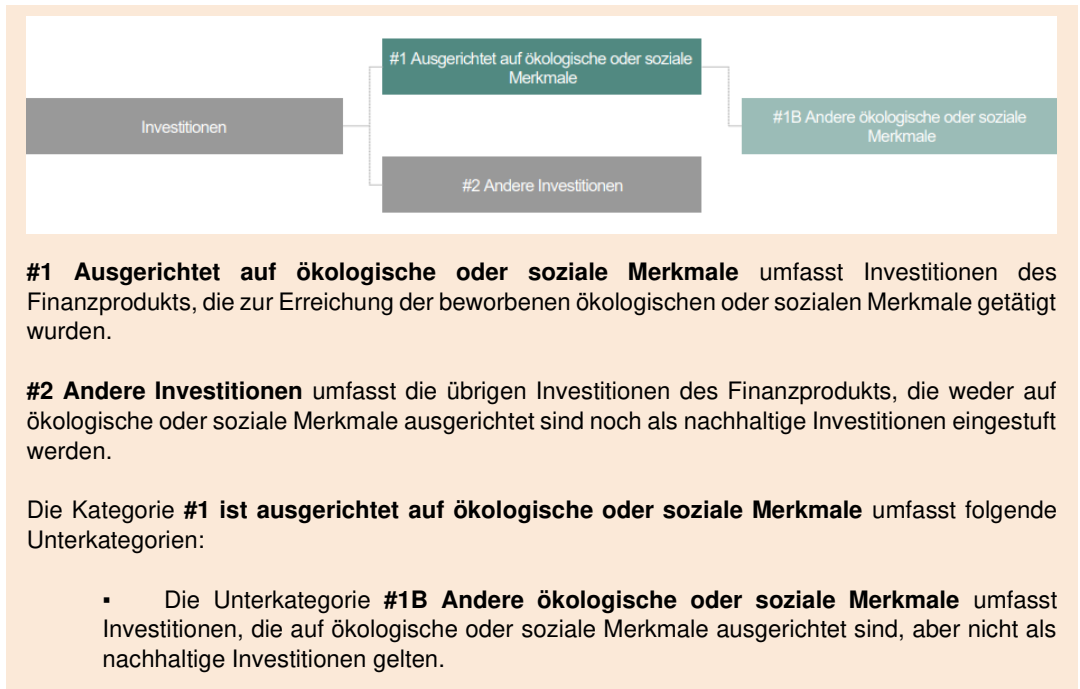 #1 Ausgerichtet auf ökologische oder soziale
Merkmale
Investitionen
#1B Andere ökologische oder soziale
Merkmale
#2 Andere Investitionen
#1 Ausgerichtet auf ökologische oder soziale Merkmale umfasst Investitionen des
Finanzprodukts, die zur Erreichung der beworbenen ökologischen oder sozialen Merkmale getätigt
wurden.
#2 Andere Investitionen umfasst die übrigen Investitionen des Finanzprodukts, die weder auf
ökologische oder soziale Merkmale ausgerichtet sind noch als nachhaltige Investitionen eingestuft
werden.
Die Kategorie #1 ist ausgerichtet auf ökologische oder soziale Merkmale umfasst folgende
Unterkategorien:
▪ Die Unterkategorie #1B Andere ökologische oder soziale Merkmale umfasst
Investitionen, die auf ökologische oder soziale Merkmale ausgerichtet sind, aber nicht als
nachhaltige Investitionen gelten.